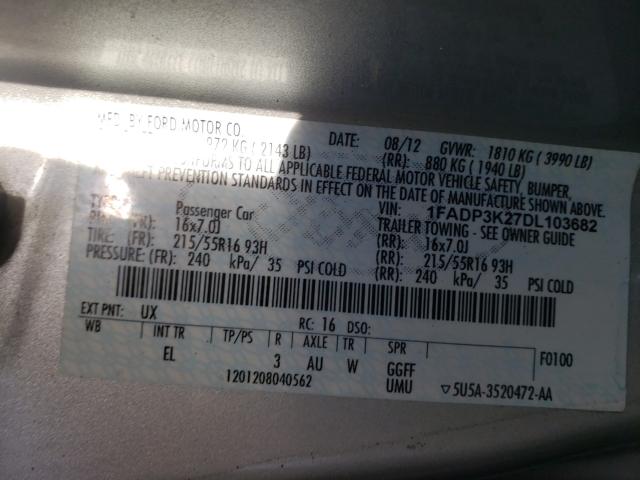 MFD. BY FORD MOTOR CO.
DATE: 08/12 GVWR: 1810 KG ( 3990 LB)
972 KG ( 2143 LB) (RR): 880 KG ( 1940 LB)
TO ALL APPLICABLE FEDERAL MOTOR VEHICLE SAFETY, BUMPER,
PREVENTION STANDARDS IN EFFECT ON THE DATE OF MANUFACTURE SHOWN ABOVE.
VIN: 1FADP3K27DL103682
TYPE: Passenger Car TRAILER TOWING - SEE OWNER GUIDE
(FR): 16x7.0J (RR): 16x7.0J
TIRE: (FR): 215/55R16 93H (RR): 215/55R16 93H
PRESSURE: (FR): 240 kPa/ 35 PSI COLD (RR): 240 kPa/ 35 PSI COLD
EXT PNT: UX RC: 16 DSO:
WB INT TR TP/PS R AXLE TR SPR F0100
EL 3 AU W GGFF
1201208040562 UMU ▽5U5A-3520472-AA